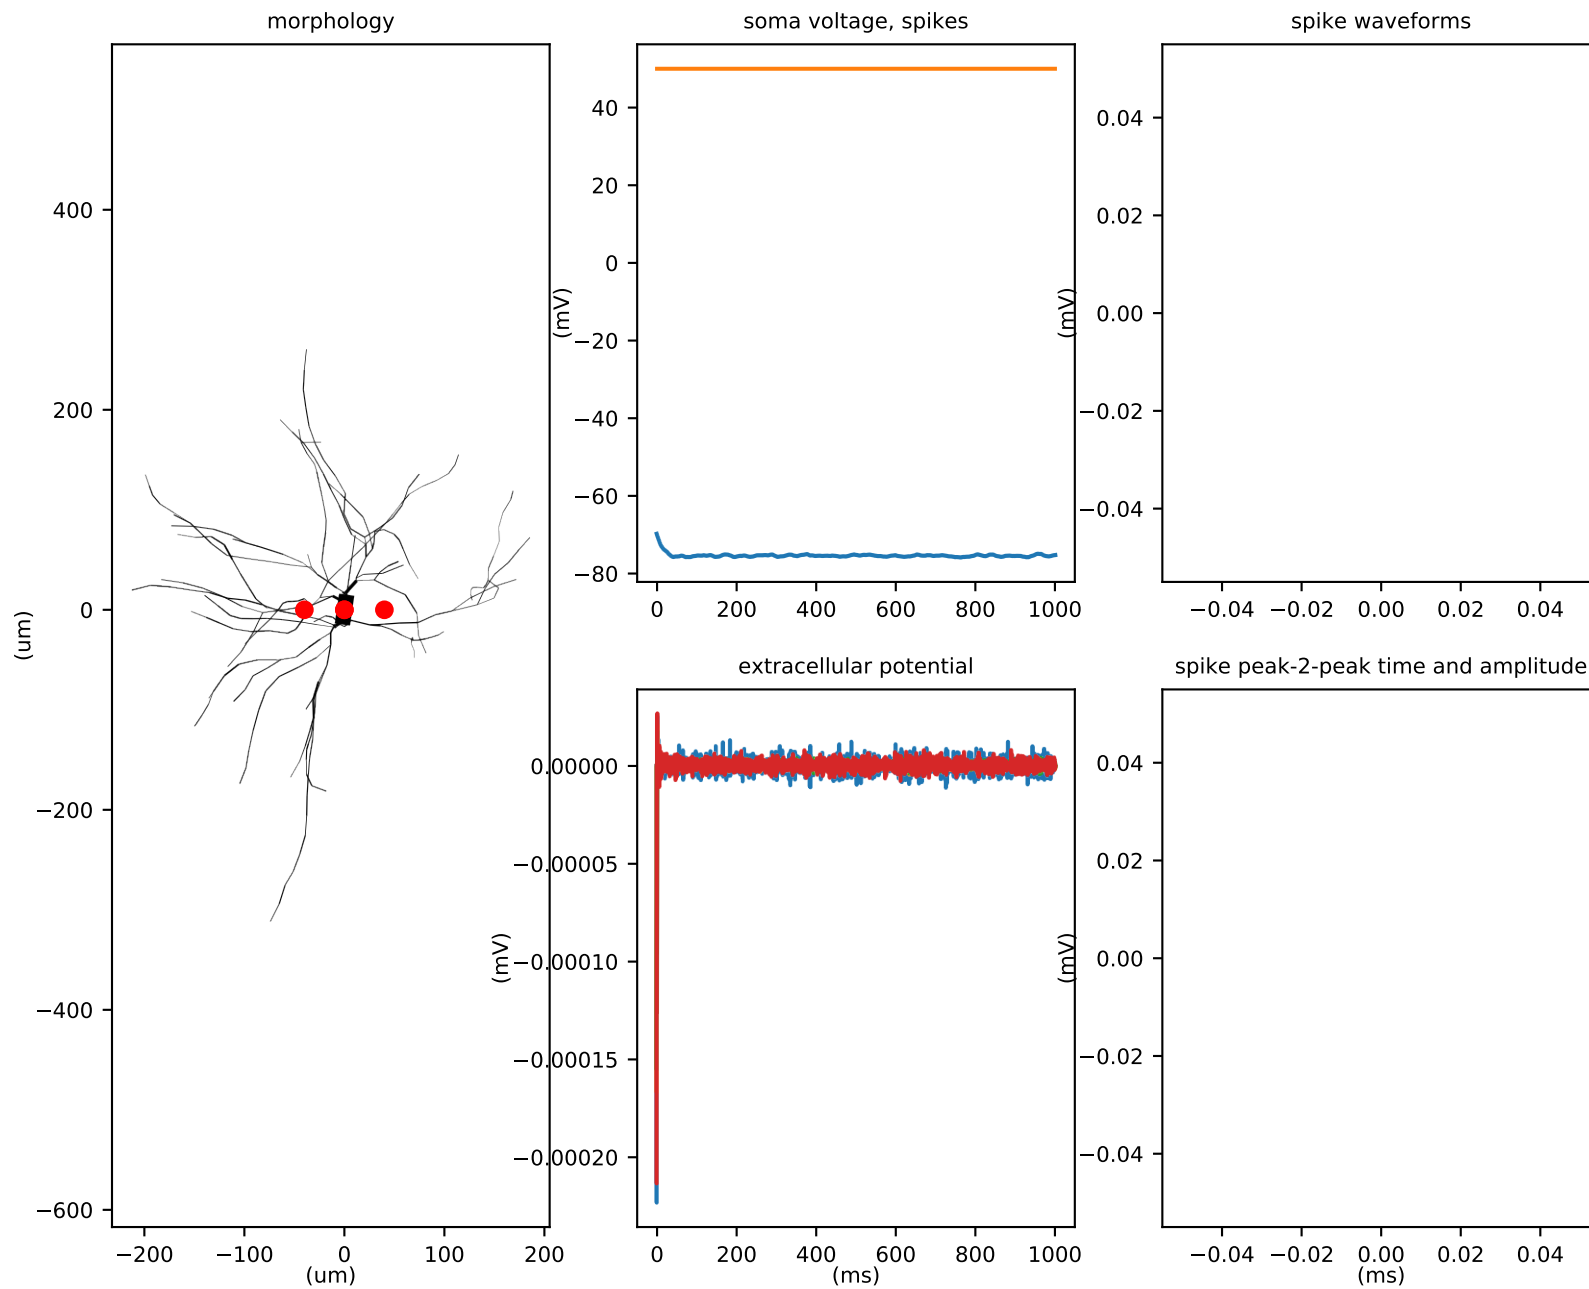 morphology
400
200
0
−200
−400
−600
(um)
−200 −100 0 100 200
(um)
soma voltage, spikes
40
20
0
−20
−40
−60
−80
(mV)
0 200 400 600 800 1000
spike waveforms
0.04
0.02
0.00
−0.02
−0.04
(mV)
−0.04 −0.02 0.00 0.02 0.04
extracellular potential
0.00000
−0.00005
−0.00010
−0.00015
−0.00020
(mV)
0 200 400 600 800 1000
(ms)
spike peak-2-peak time and amplitude
0.04
0.02
0.00
−0.02
−0.04
(mV)
−0.04 −0.02 0.00 0.02 0.04
(ms)